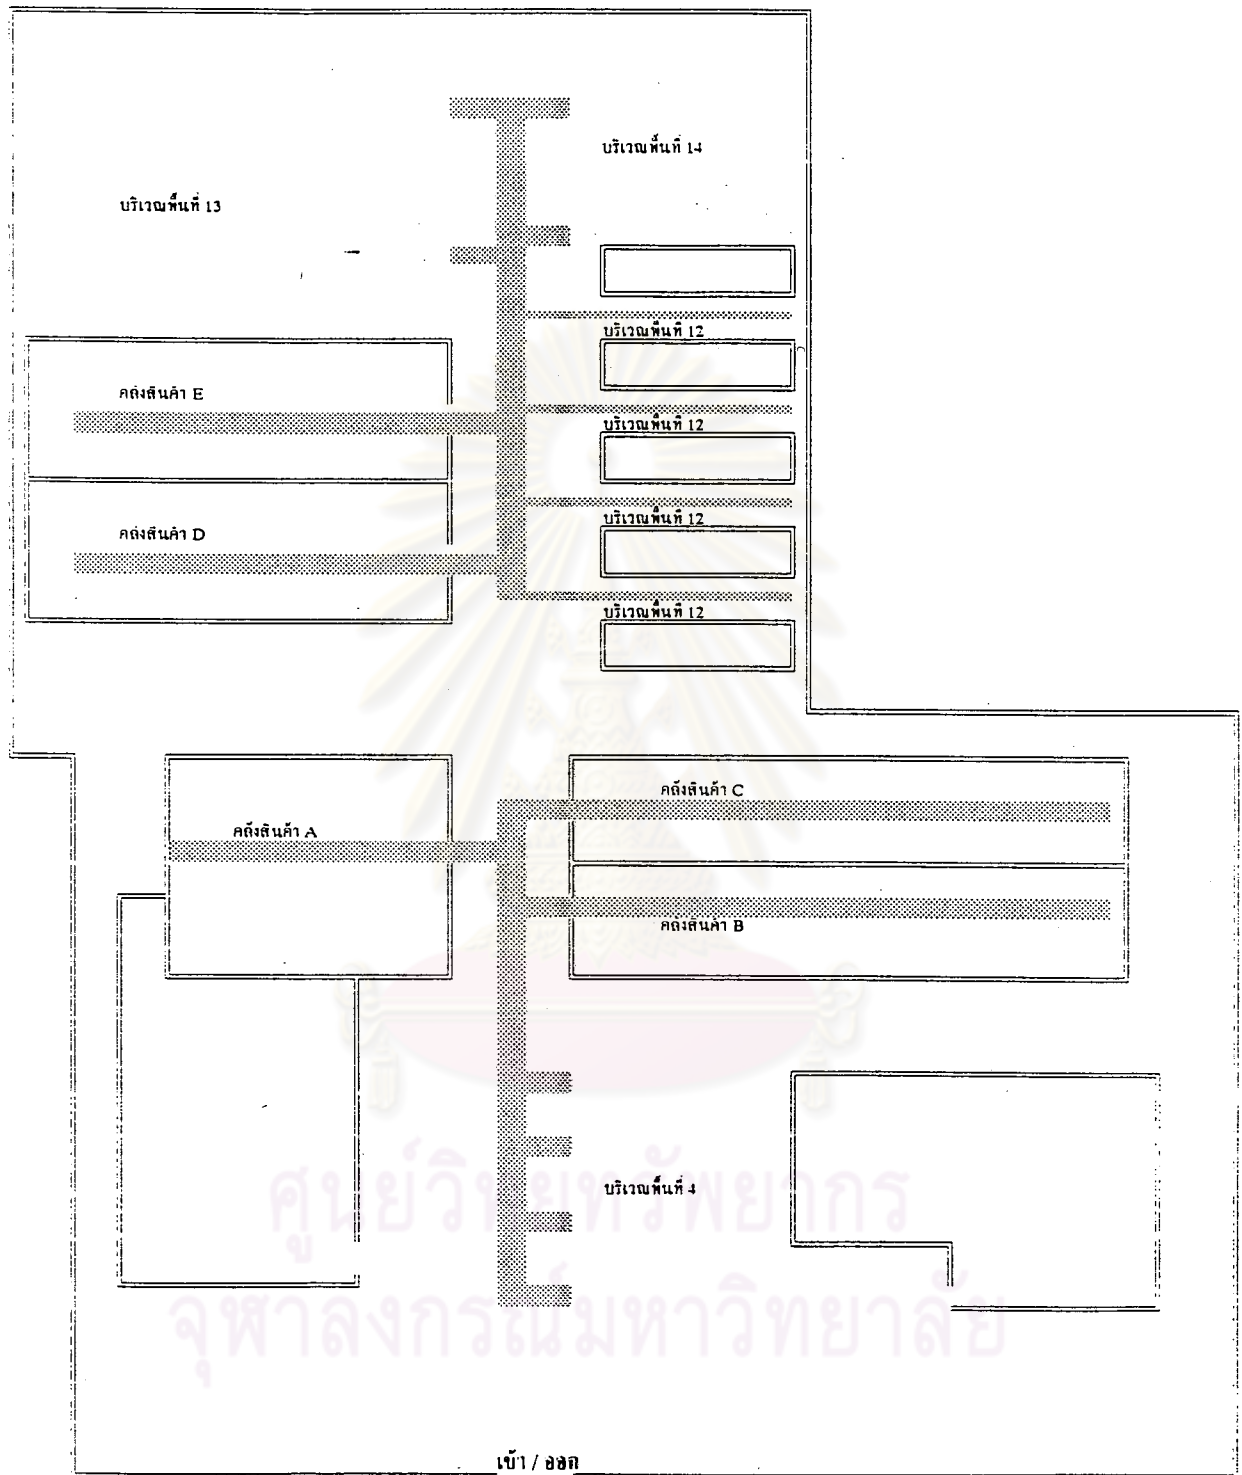 บริเวณพื้นที่ 14
บริเวณพื้นที่ 13
บริเวณพื้นที่ 12
คลังสินค้า E
บริเวณพื้นที่ 12
บริเวณพื้นที่ 12
คลังสินค้า D
บริเวณพื้นที่ 12
คลังสินค้า C
คลังสินค้า A
คลังสินค้า B
บริเวณพื้นที่ 4
ศูนย์วิทยทรัพยากร
จุฬาลงกรณ์มหาวิทยาลัย
เข้า / ออก